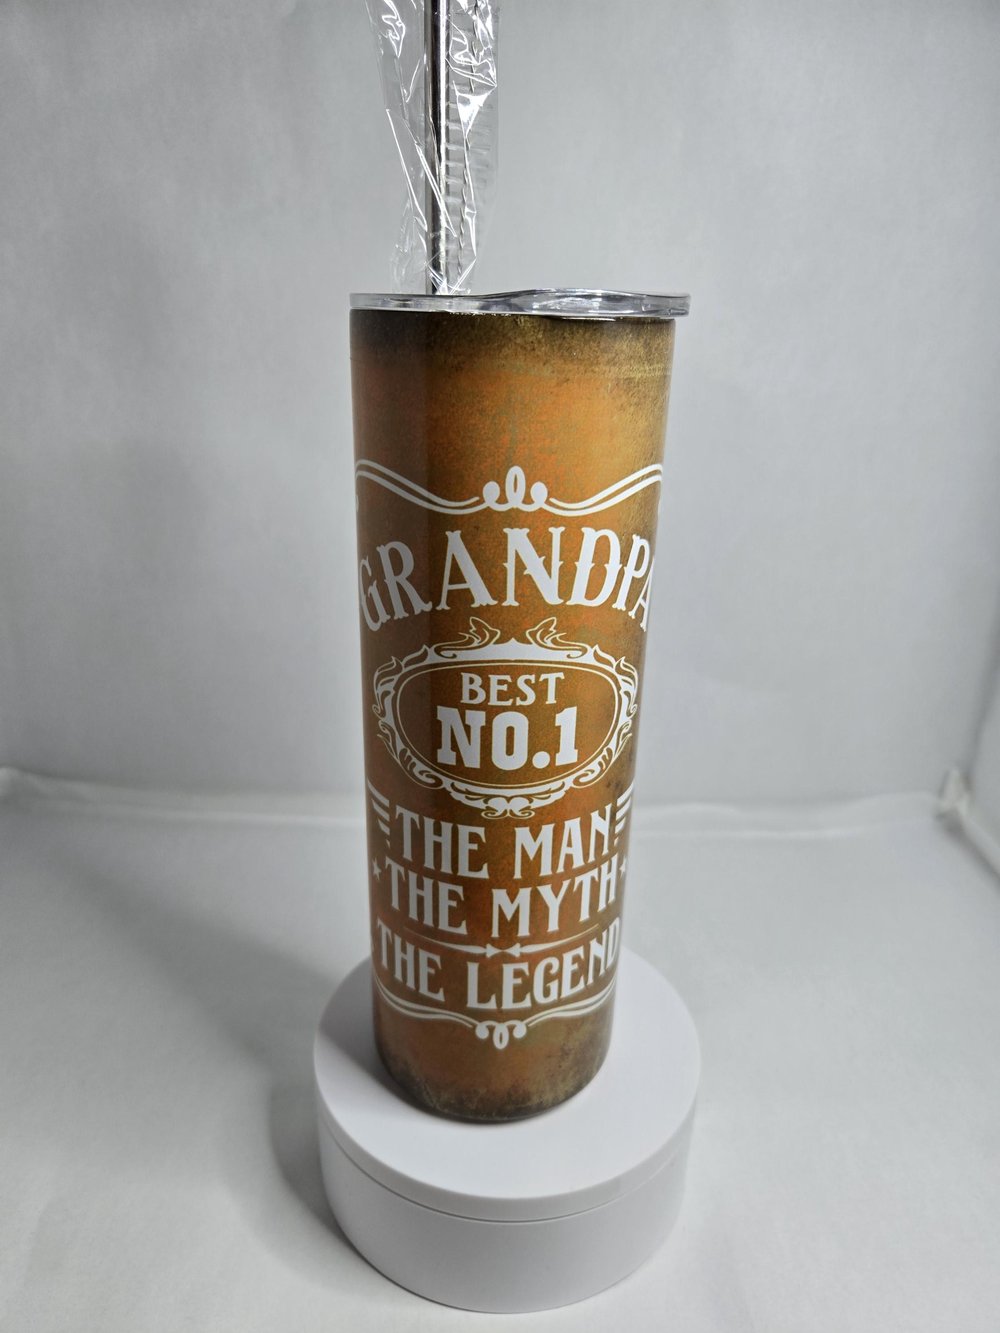 GRANDPA
BEST
NO.1
THE MAN
THE MYTH
THE LEGEND